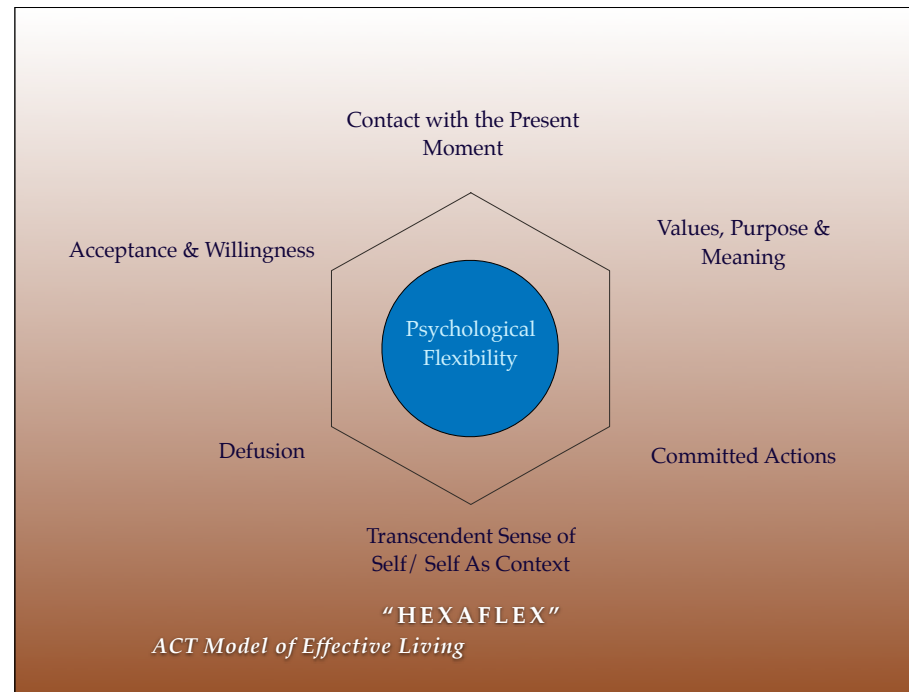 Contact with the Present
Moment
Values, Purpose &
Meaning
Acceptance & Willingness
Psychological
Flexibility
Defusion
Committed Actions
Transcendent Sense of
Self/ Self As Context
“HEXAFLEX”
ACT Model of Effective Living